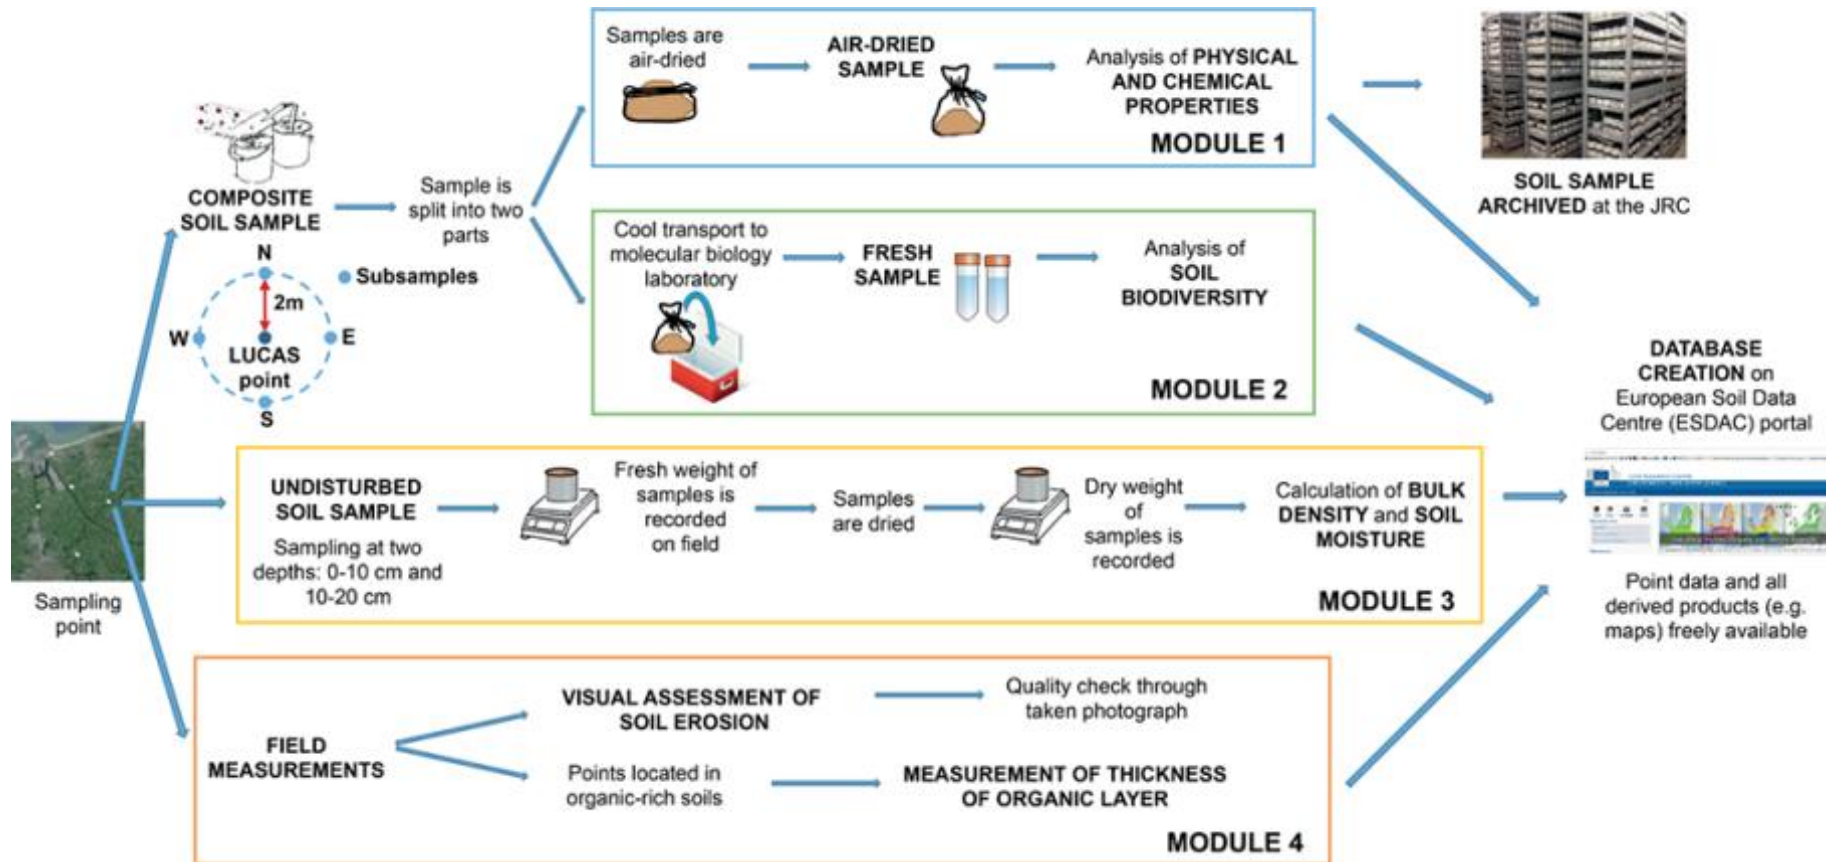 Samples are
air-dried
AIR-DRIED
SAMPLE
Analysis of PHYSICAL
AND CHEMICAL
PROPERTIES
MODULE 1
SOIL SAMPLE
ARCHIVED at the JRC
COMPOSITE
SOIL SAMPLE
Sample is
split into two
parts
N
Subsamples
2m
W
E
LUCAS
point
S
Cool transport to
molecular biology
laboratory
FRESH
SAMPLE
Analysis of
SOIL
BIODIVERSITY
MODULE 2
DATABASE
CREATION on
European Soil Data
Centre (ESDAC) portal
Point data and all
derived products (e.g.
maps) freely available
Sampling
point
UNDISTURBED
SOIL SAMPLE
Sampling at two
depths: 0-10 cm and
10-20 cm
Fresh weight of
samples is
recorded
on field
Samples
are dried
Dry weight
of
samples is
recorded
Calculation of BULK
DENSITY and SOIL
MOISTURE
MODULE 3
FIELD
MEASUREMENTS
VISUAL ASSESSMENT OF
SOIL EROSION
Quality check through
taken photograph
Points located in
organic-rich soils
MEASUREMENT OF THICKNESS
OF ORGANIC LAYER
MODULE 4